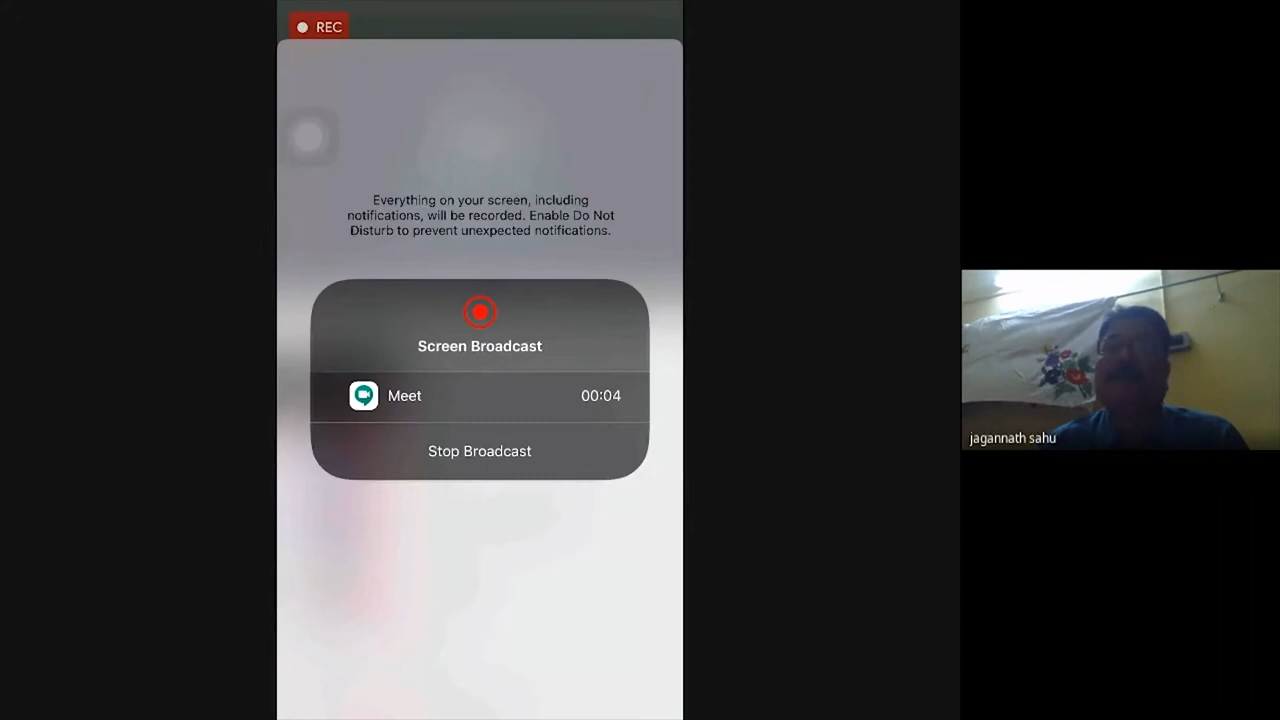 REC
Everything on your screen, including
notifications, will be recorded. Enable Do Not
Disturb to prevent unexpected notifications.
Screen Broadcast
Meet 00:04
Stop Broadcast
jagannath sahu